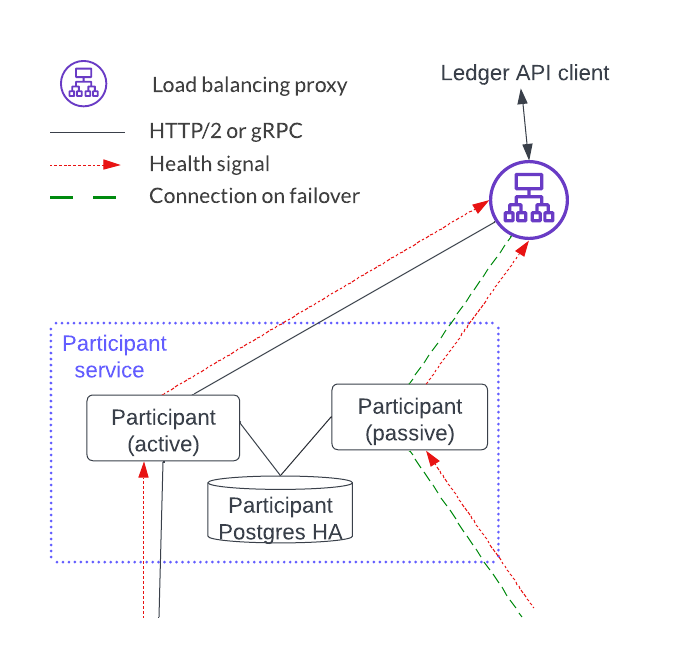 Load balancing proxy
HTTP/2 or gRPC
Health signal
Connection on failover
Ledger API client
Participant
service
Participant
(active)
Participant
(passive)
Participant
Postgres HA